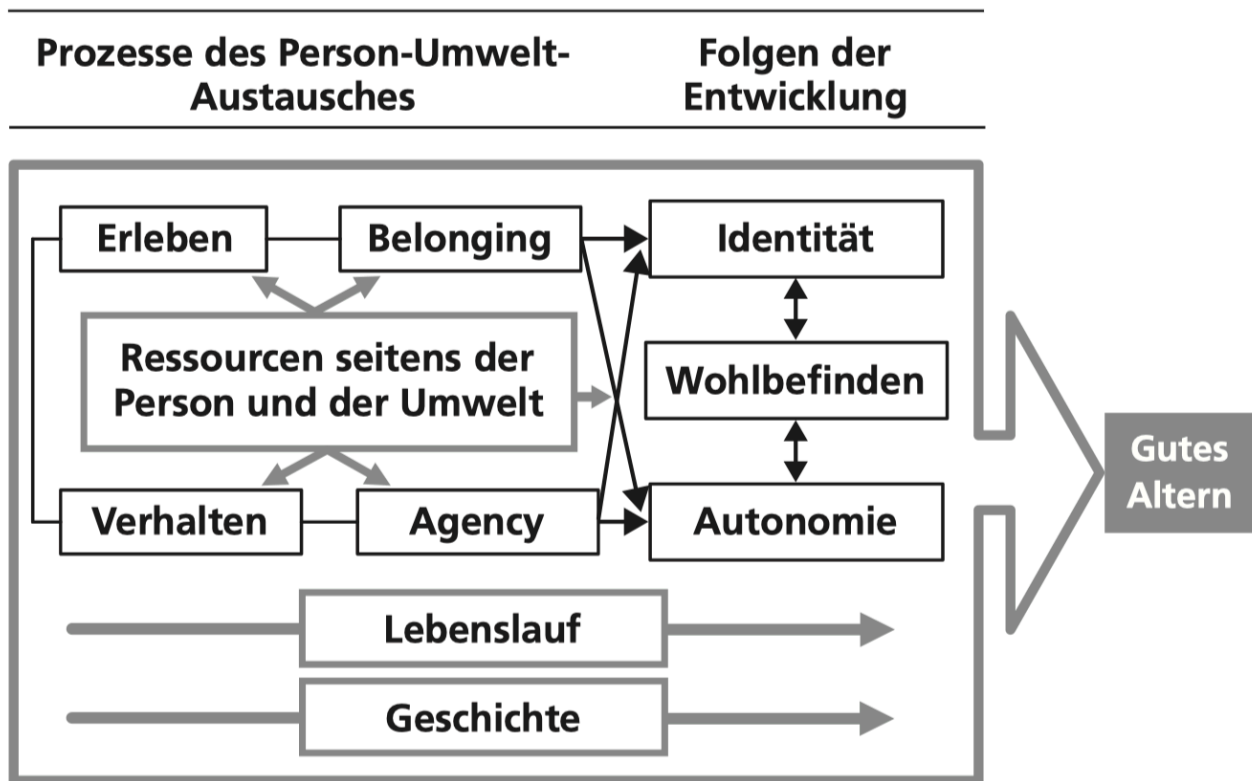 Prozesse des Person-Umwelt-
Austausches
Folgen der
Entwicklung
Erleben
Belonging
Identität
Ressourcen seitens der
Person und der Umwelt
Wohlbefinden
Verhalten
Agency
Autonomie
Gutes
Altern
Lebenslauf
Geschichte